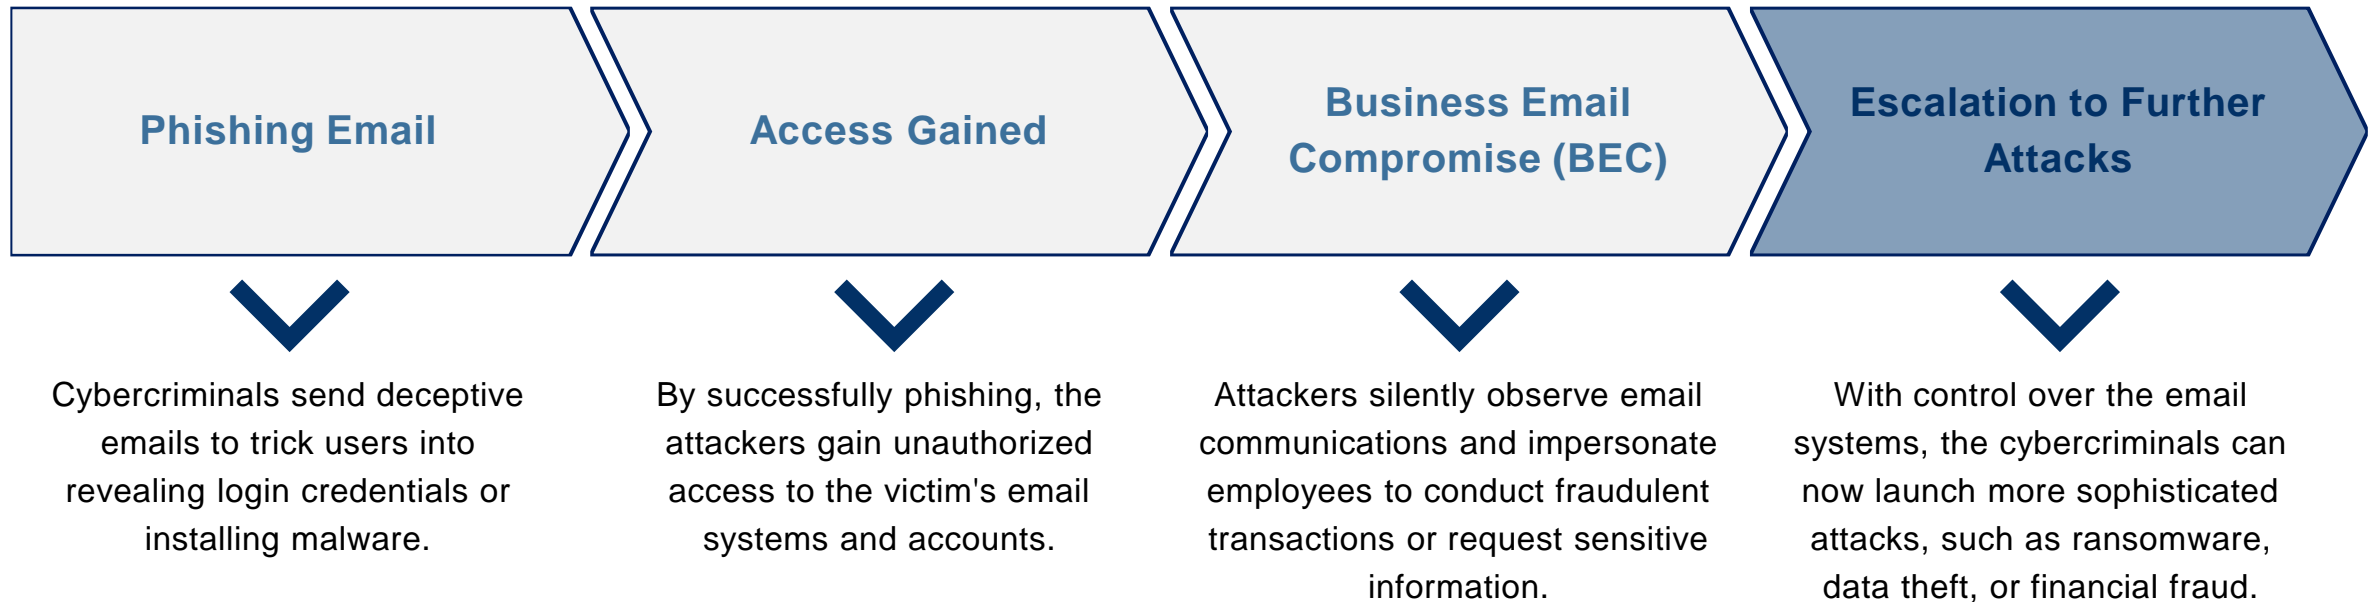 Phishing Email
Access Gained
Business Email
Compromise (BEC)
Escalation to Further
Attacks
Cybercriminals send deceptive
emails to trick users into
revealing login credentials or
installing malware.
By successfully phishing, the
attackers gain unauthorized
access to the victim's email
systems and accounts.
Attackers silently observe email
communications and impersonate
employees to conduct fraudulent
transactions or request sensitive
information.
With control over the email
systems, the cybercriminals can
now launch more sophisticated
attacks, such as ransomware,
data theft, or financial fraud.